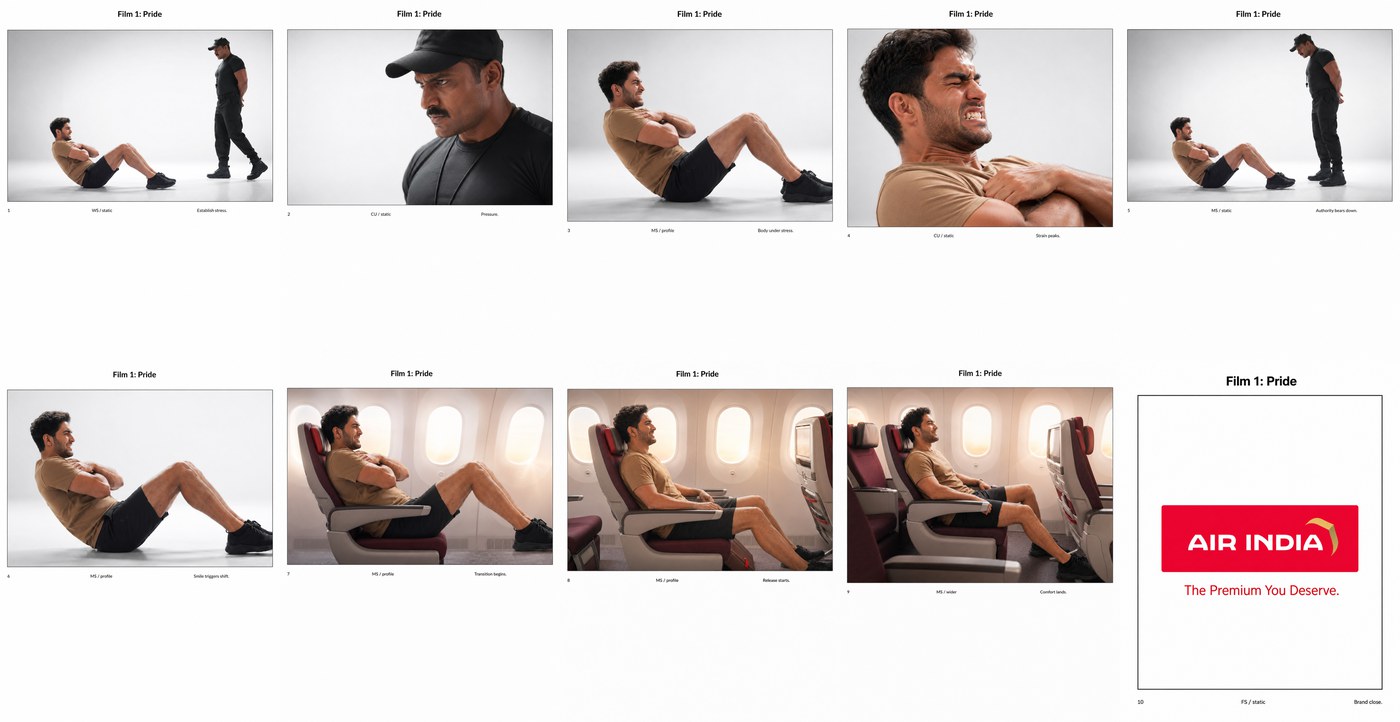 Film 1: Pride
1 WS / static Establish stress.
Film 1: Pride
2 CU / static Pressure.
Film 1: Pride
3 MS / profile Body under stress.
Film 1: Pride
4 CU / static Strain peaks.
Film 1: Pride
5 MS / static Authority bears down.
Film 1: Pride
6 MS / profile Smile triggers shift.
Film 1: Pride
7 MS / profile Transition begins.
Film 1: Pride
8 MS / profile Release starts.
Film 1: Pride
9 MS / wider Comfort lands.
Film 1: Pride
AIR INDIA
The Premium You Deserve.
10 FS / static Brand close.